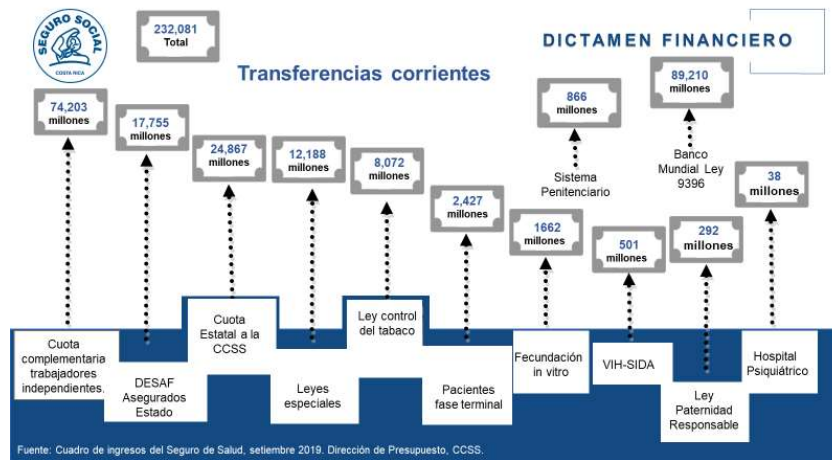 SEGURO SOCIAL
COSTA RICA
232,081
Total
DICTAMEN FINANCIERO
Transferencias corrientes
74,203
millones
17,755
millones
24,867
millones
12,188
millones
8,072
millones
2,427
millones
866
millones
Sistema
Penitenciario
89,210
millones
Banco
Mundial Ley
9396
1662
millones
501
millones
292
millones
38
millones
Cuota
complementaria
trabajadores
independientes.
DESAF
Asegurados
Estado
Cuota
Estatal a la
CCSS
Leyes
especiales
Ley control
del tabaco
Pacientes
fase terminal
Fecundación
in vitro
VIH-SIDA
Ley
Paternidad
Responsable
Hospital
Psiquiátrico
Fuente: Cuadro de ingresos del Seguro de Salud, setiembre 2019. Dirección de Presupuesto, CCSS.